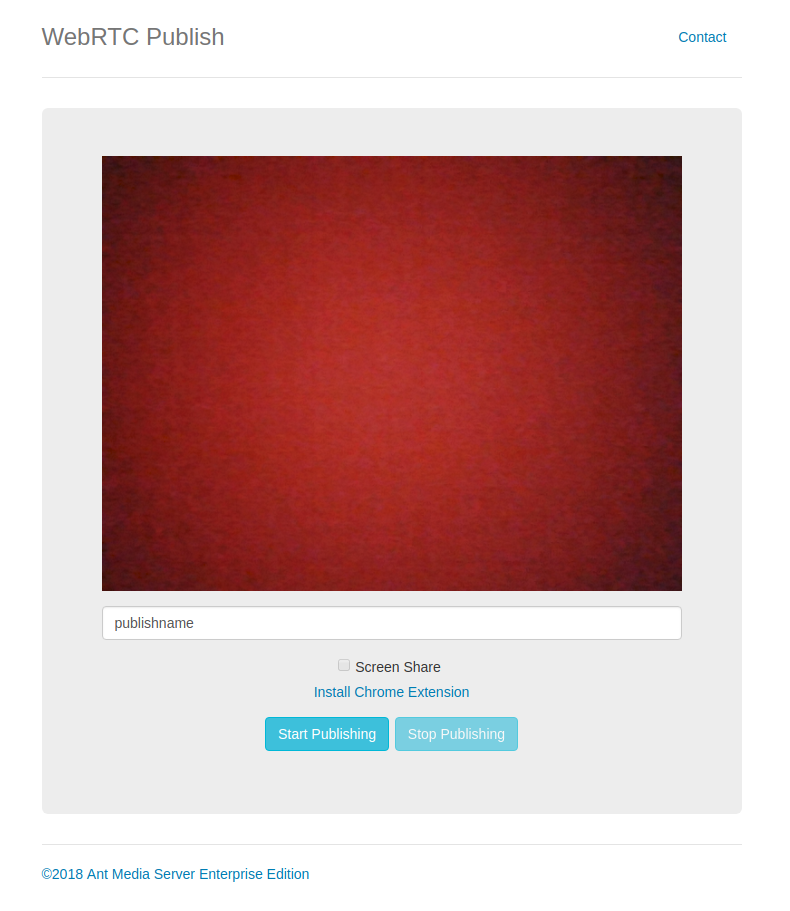 WebRTC Publish
Contact
publishname
Screen Share
Install Chrome Extension
Start Publishing
Stop Publishing
©2018 Ant Media Server Enterprise Edition